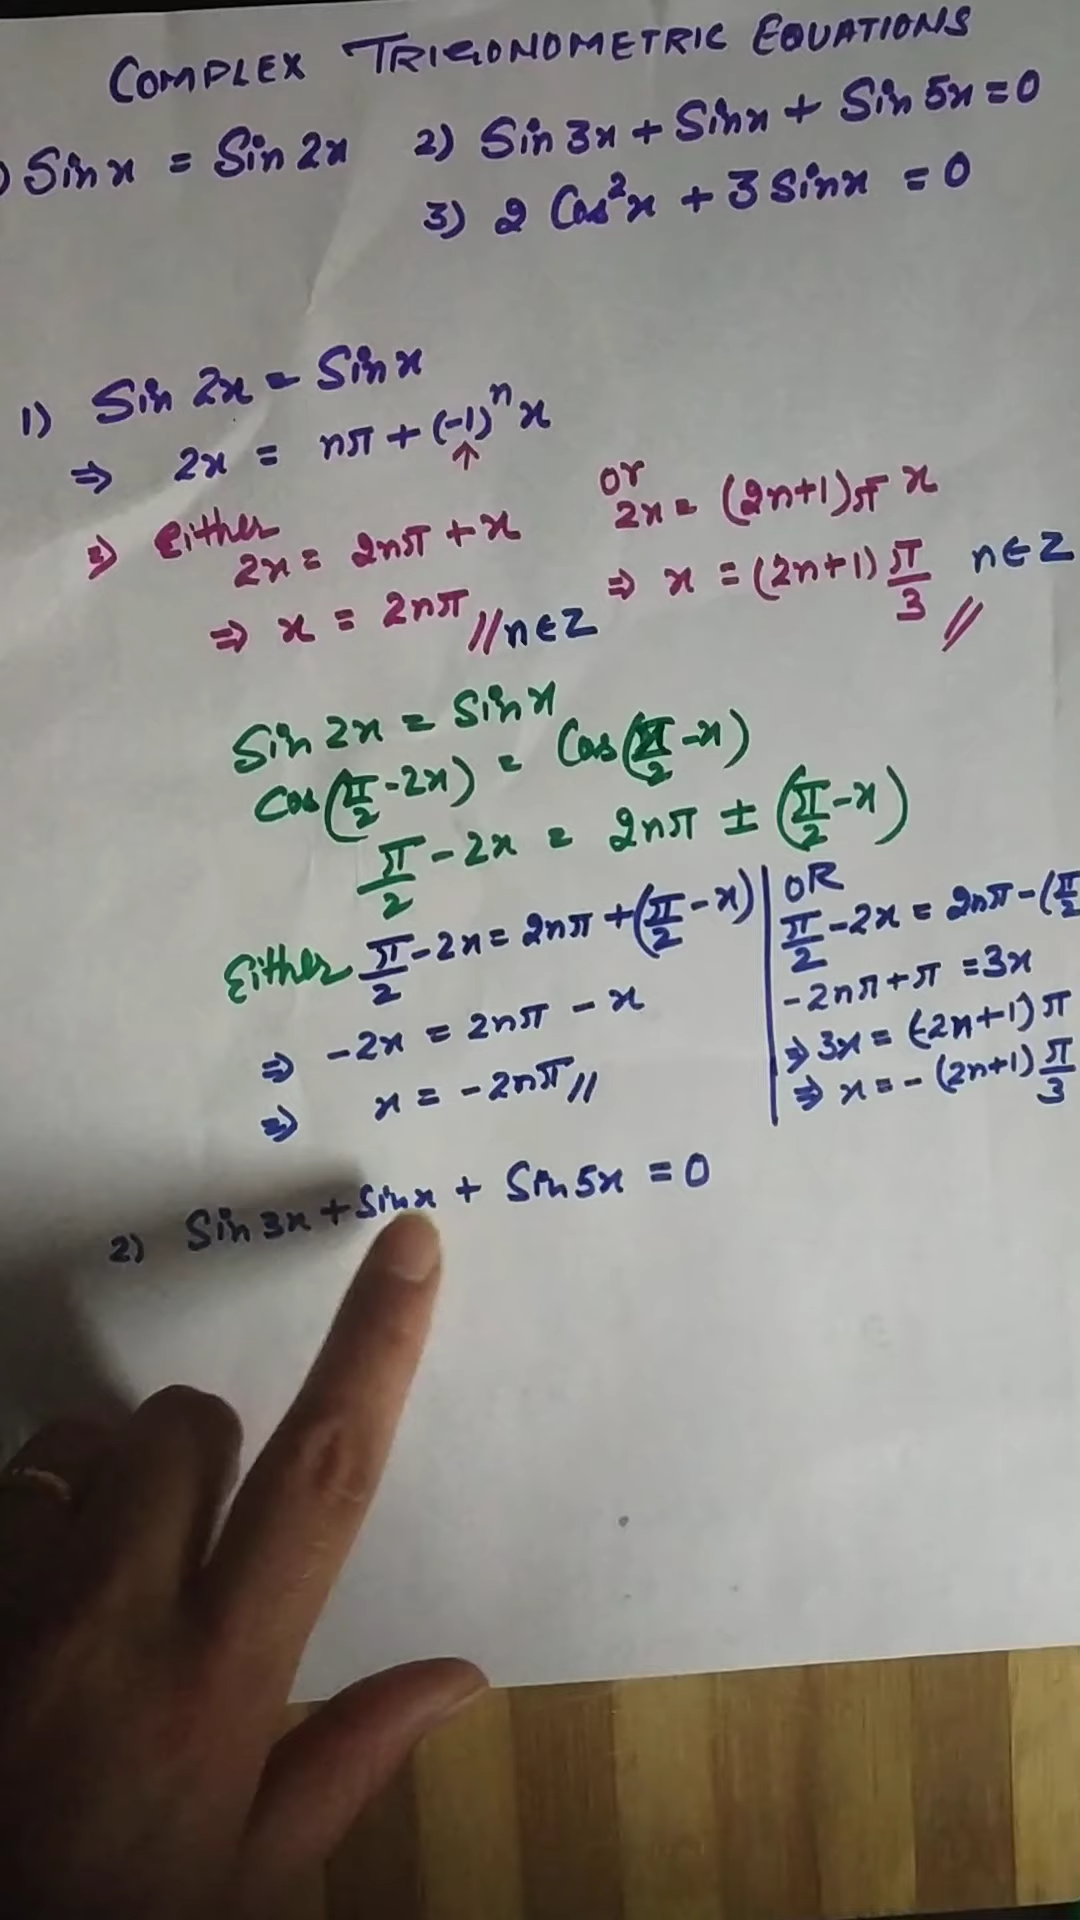 COMPLEX TRIGONOMETRIC EQUATIONS
) Sin x = Sin 2x 2) Sin 3x + Sin x + Sin 5x = 0
3) 2 Cos²x + 3 Sin x = 0
1) Sin 2x = Sin x
⇒ 2x = nπ + (-1)ⁿ x
↑
⇒ Either or
2x = 2nπ + x 2x = (2n+1)π x
⇒ x = 2nπ // n∈Z ⇒ x = (2n+1) π/3 // n∈Z
Sin 2x = Sin x
Cos(π/2 - 2x) = Cos(π/2 - x)
π/2 - 2x = 2nπ ± (π/2 - x)
Either π/2 - 2x = 2nπ + (π/2 - x)
⇒ -2x = 2nπ - x
⇒ x = -2nπ //
OR
π/2 - 2x = 2nπ - (π/2
-2nπ + π = 3x
⇒ 3x = (-2n+1)π
⇒ x = -(2n+1) π/3
2) Sin 3x + Sin x + Sin 5x = 0